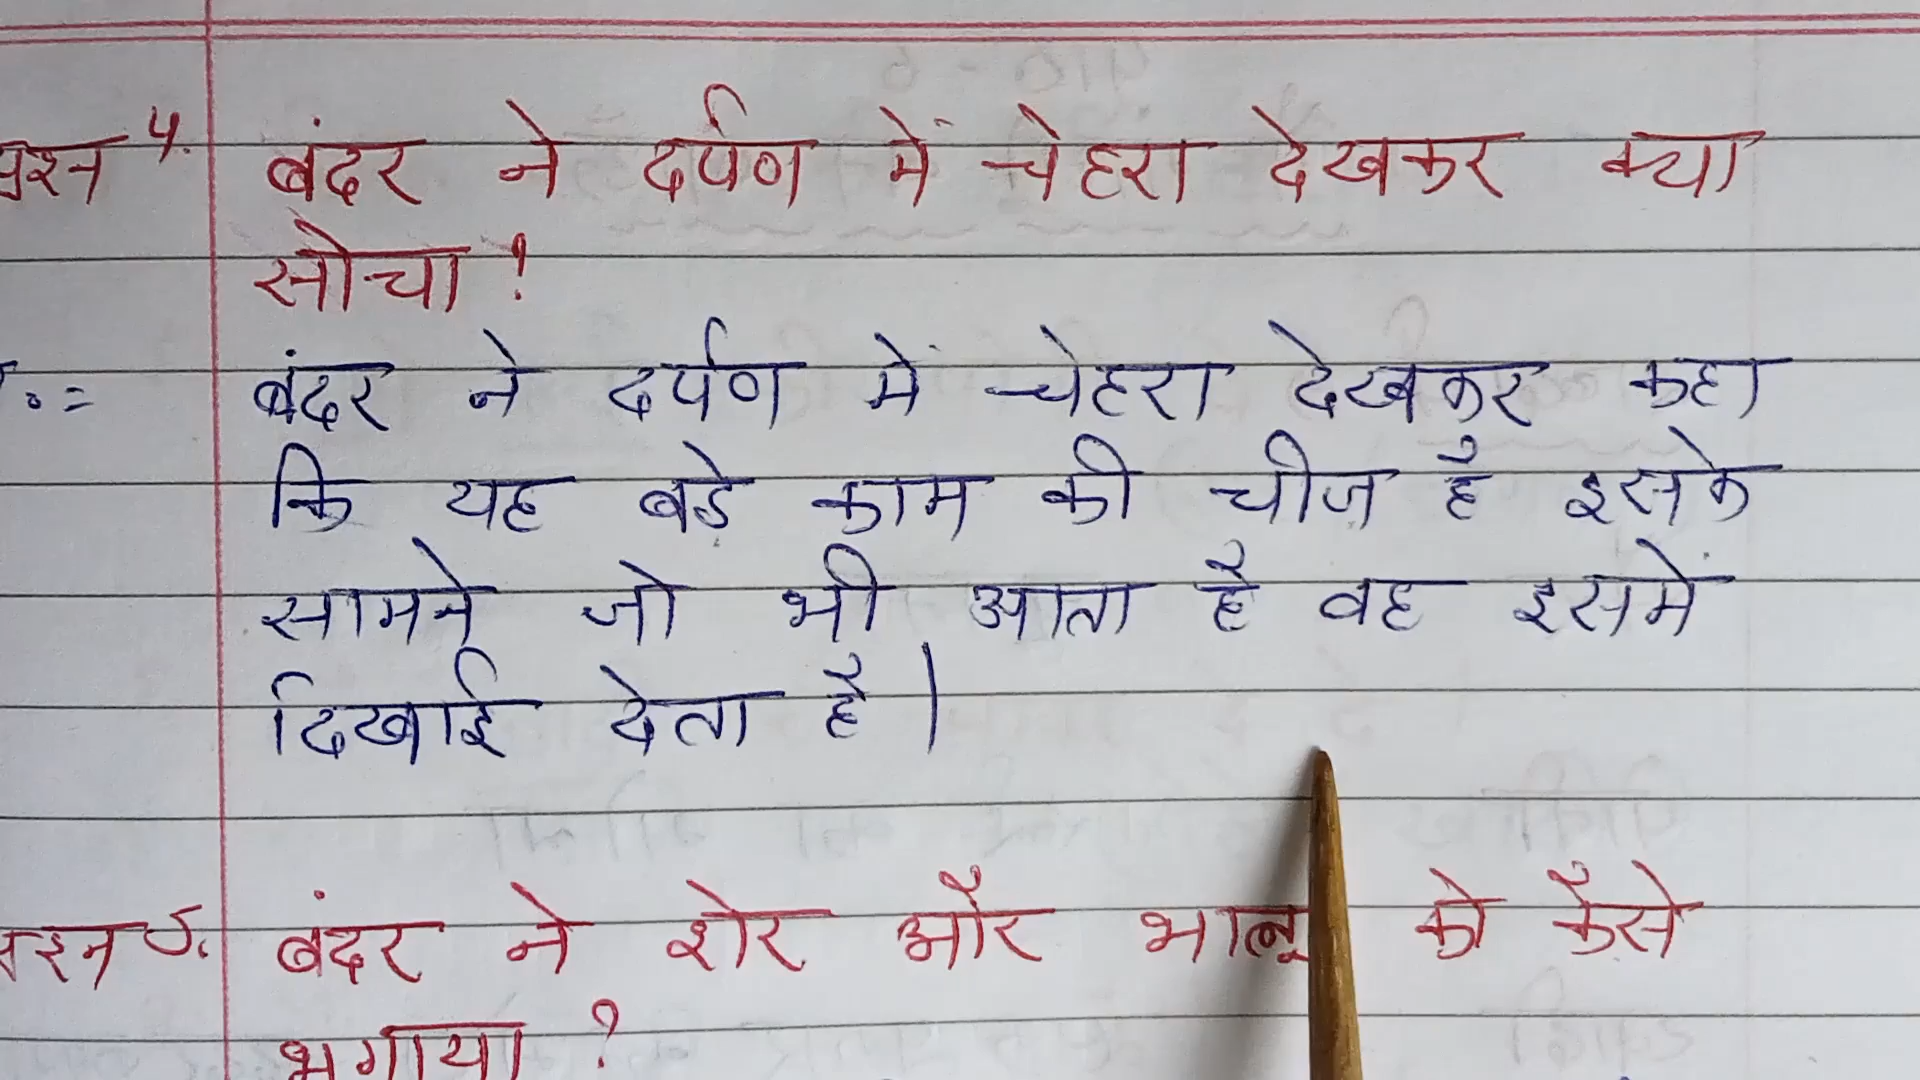 प्रश्न 4. बंदर ने दर्पण में चेहरा देखकर क्या
सोचा?
बंदर ने दर्पण में चेहरा देखकर कहा
कि यह बड़े काम की चीज़ है इसके
सामने जो भी आता है वह इसमें
दिखाई देता है |
प्रश्न 5. बंदर ने शेर और भालू को कैसे
भगाया ?